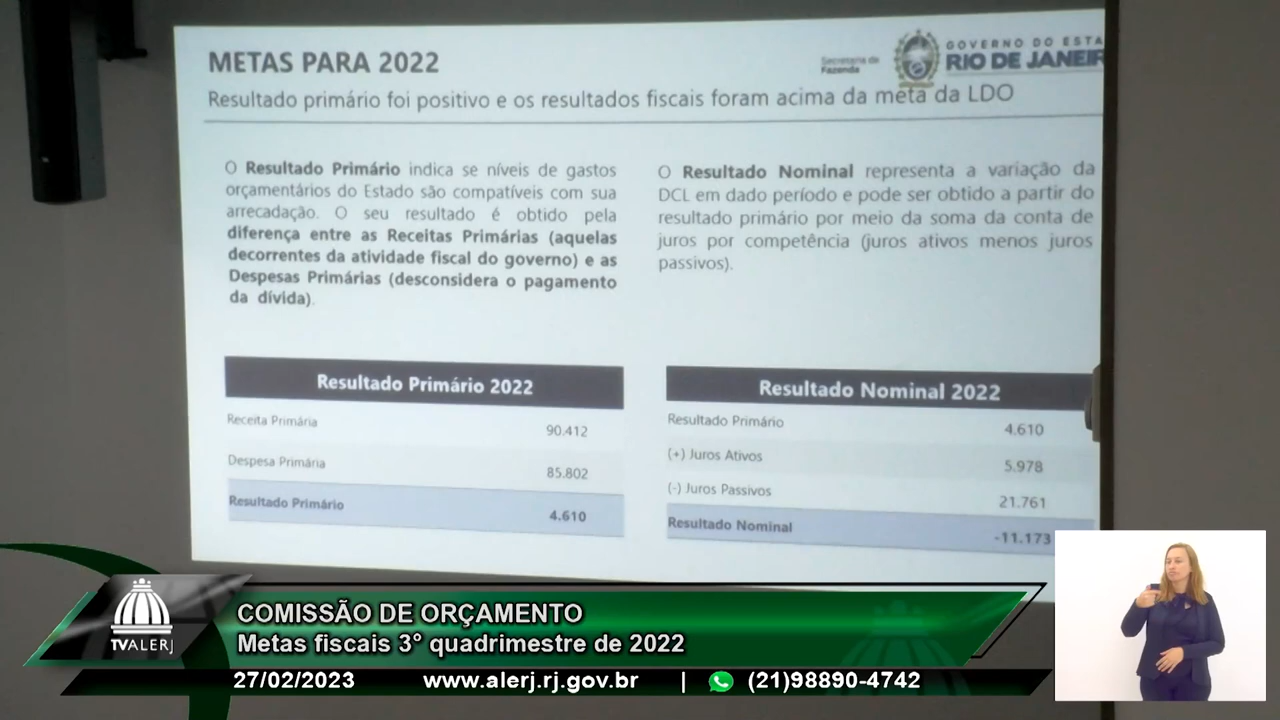 METAS PARA 2022
Secretaria de
Fazenda
GOVERNO DO ESTA
RIO DE JANEIR
Resultado primário foi positivo e os resultados fiscais foram acima da meta da LDO
O Resultado Primário indica se níveis de gastos
orçamentários do Estado são compatíveis com sua
arrecadação. O seu resultado é obtido pela
diferença entre as Receitas Primárias (aquelas
decorrentes da atividade fiscal do governo) e as
Despesas Primárias (desconsidera o pagamento
da dívida).
O Resultado Nominal representa a variação da
DCL em dado período e pode ser obtido a partir do
resultado primário por meio da soma da conta de
juros por competência (juros ativos menos juros
passivos).
Resultado Primário 2022
Receita Primária 90.412
Despesa Primária 85.802
Resultado Primário 4.610
Resultado Nominal 2022
Resultado Primário 4.610
(+) Juros Ativos 5.978
(-) Juros Passivos 21.761
Resultado Nominal -11.173
TVALERJ
COMISSÃO DE ORÇAMENTO
Metas fiscais 3° quadrimestre de 2022
27/02/2023 www.alerj.rj.gov.br | (21)98890-4742